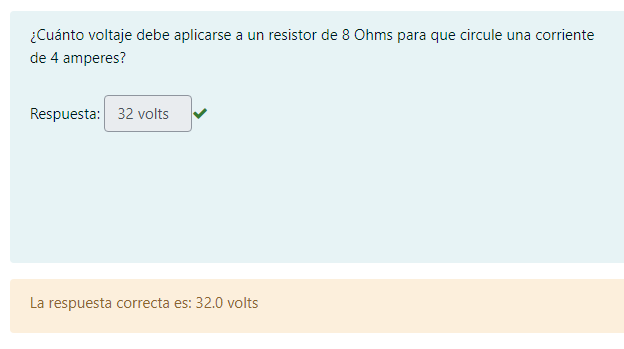 ¿Cuánto voltaje debe aplicarse a un resistor de 8 Ohms para que circule una corriente
de 4 amperes?
Respuesta: 32 volts
La respuesta correcta es: 32.0 volts